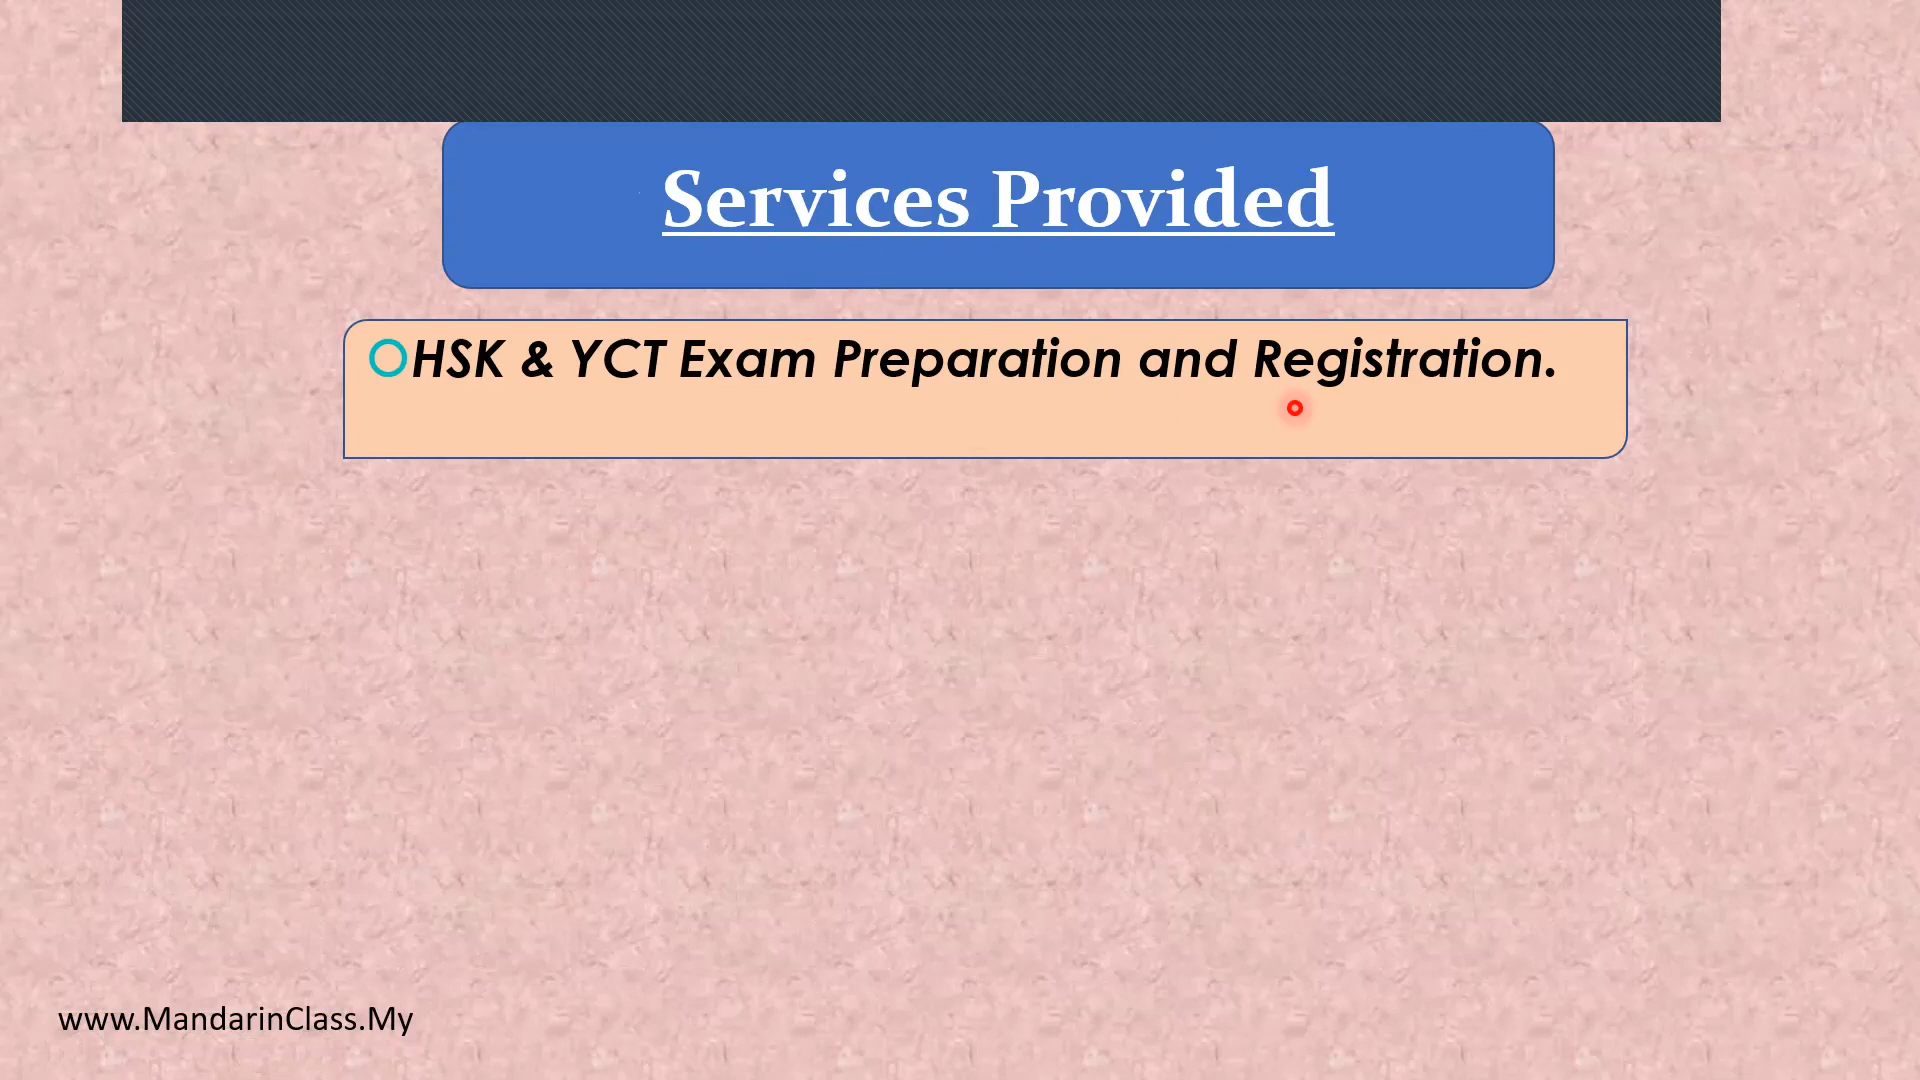 Services Provided
HSK & YCT Exam Preparation and Registration.
www.MandarinClass.My